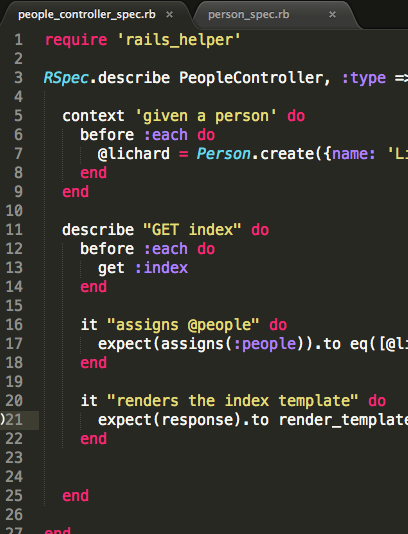 people_controller_spec.rb × person_spec.rb ×
1 require 'rails_helper'
2
3 RSpec.describe PeopleController, :type =>
4
5 context 'given a person' do
6 before :each do
7 @lichard = Person.create({name: 'Li
8 end
9 end
10
11 describe "GET index" do
12 before :each do
13 get :index
14 end
15
16 it "assigns @people" do
17 expect(assigns(:people)).to eq([@li
18 end
19
20 it "renders the index template" do
21 expect(response).to render_template
22 end
23
24
25 end
26
27 end